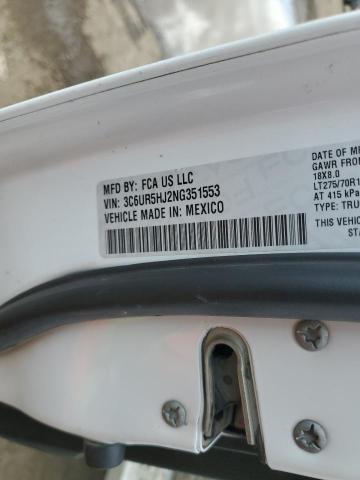 MFD BY: FCA US LLC
VIN: 3C6UR5HJ2NG351553
VEHICLE MADE IN: MEXICO
DATE OF M
GAWR FRON
18X8.0
LT275/70R1
AT 415 kPa
TYPE: TRU
THIS VEHIC
STA